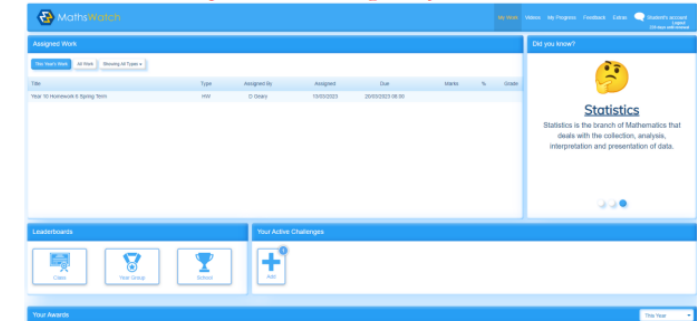 MathsWatch
My Work Videos My Progress Feedback Extras Student's account
Logout
Assigned Work
This Year's Work All Work Showing All Types
Title Type Assigned By Assigned Due Marks % Grade
Year 10 Homework 6 Spring Term HW O Geary 13/03/2023 20/03/2023 08:00
Did you know?
Statistics
Statistics is the branch of Mathematics that
deals with the collection, analysis,
interpretation and presentation of data.
Leaderboards
Class Year Group School
Your Active Challenges
Add
Your Awards
This Year